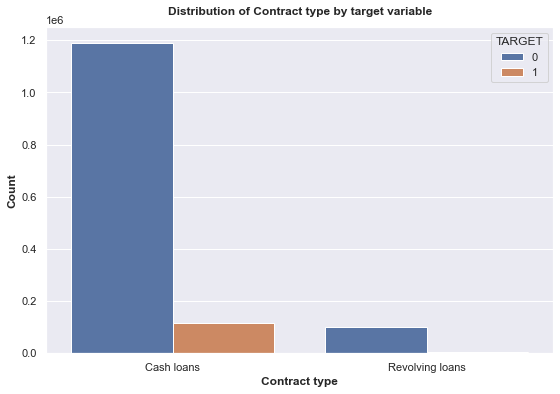 Distribution of Contract type by target variable
1e6
TARGET
0
1
1.2
1.0
0.8
0.6
0.4
0.2
0.0
Count
Cash loans
Revolving loans
Contract type